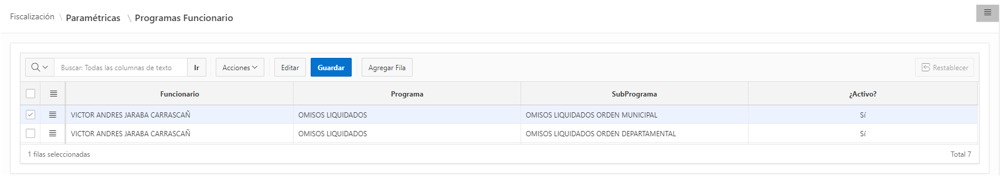 Fiscalización \ Paramétricas \ Programas Funcionario
Buscar: Todas las columnas de texto Ir Acciones Editar Guardar Agregar Fila Restablecer
Funcionario Programa SubPrograma ¿Activo?
VICTOR ANDRES JARABA CARRASCAÑ OMISOS LIQUIDADOS OMISOS LIQUIDADOS ORDEN MUNICIPAL Sí
VICTOR ANDRES JARABA CARRASCAÑ OMISOS LIQUIDADOS OMISOS LIQUIDADOS ORDEN DEPARTAMENTAL Sí
1 filas seleccionadas Total 7